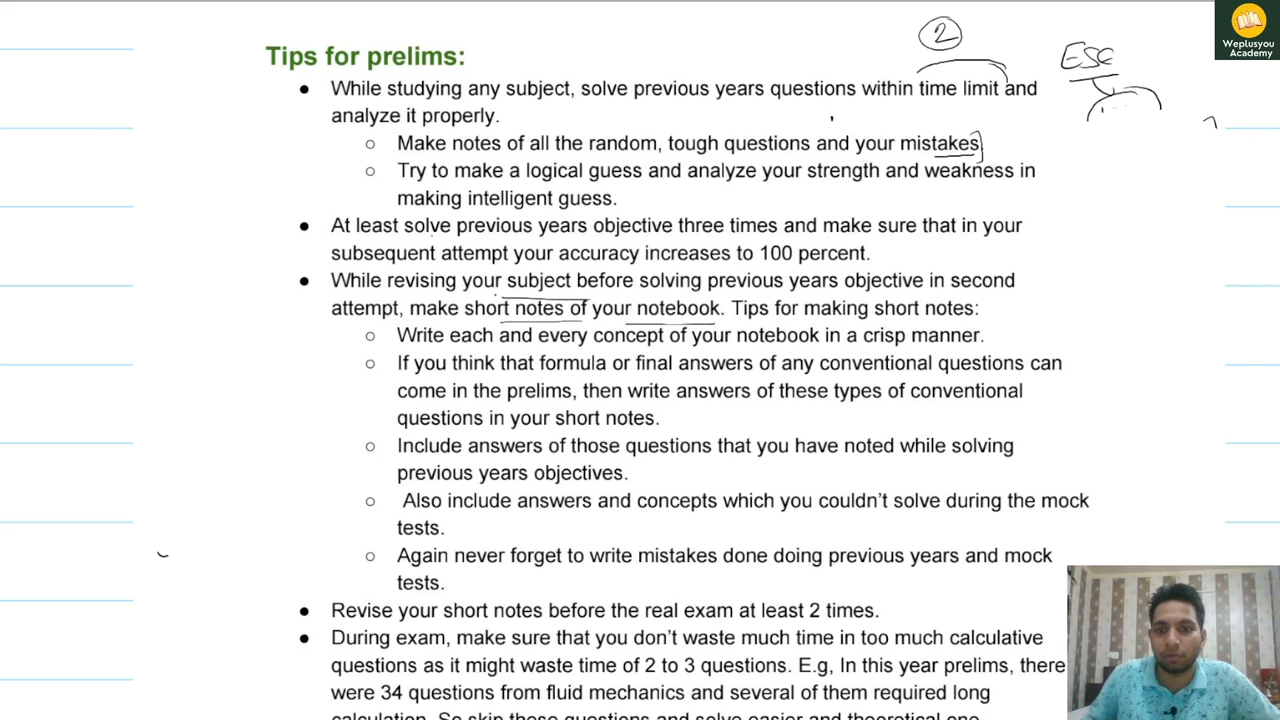 Weplusyou
Academy
2
ESE
Tips for prelims:
● While studying any subject, solve previous years questions within time limit and
analyze it properly.
○ Make notes of all the random, tough questions and your mistakes
○ Try to make a logical guess and analyze your strength and weakness in
making intelligent guess.
● At least solve previous years objective three times and make sure that in your
subsequent attempt your accuracy increases to 100 percent.
● While revising your subject before solving previous years objective in second
attempt, make short notes of your notebook. Tips for making short notes:
○ Write each and every concept of your notebook in a crisp manner.
○ If you think that formula or final answers of any conventional questions can
come in the prelims, then write answers of these types of conventional
questions in your short notes.
○ Include answers of those questions that you have noted while solving
previous years objectives.
○ Also include answers and concepts which you couldn't solve during the mock
tests.
○ Again never forget to write mistakes done doing previous years and mock
tests.
● Revise your short notes before the real exam at least 2 times.
● During exam, make sure that you don't waste much time in too much calculative
questions as it might waste time of 2 to 3 questions. E.g, In this year prelims, there
were 34 questions from fluid mechanics and several of them required long
calculation. So skip those questions and solve easier and theoretical one